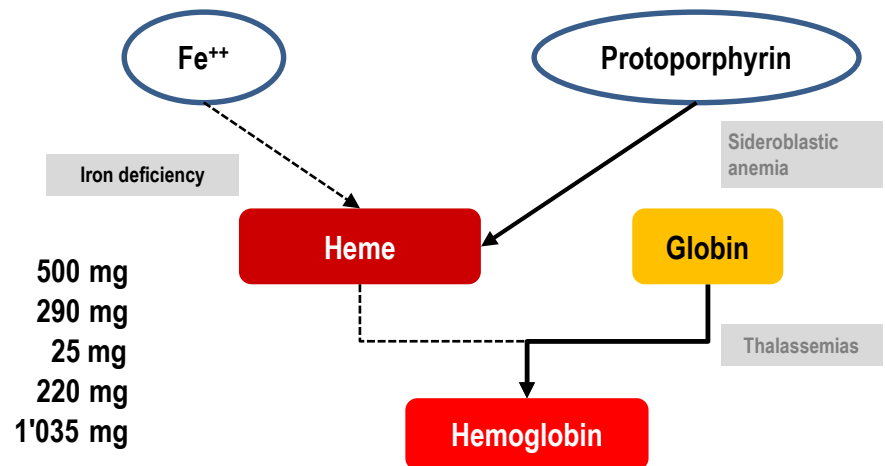 Fe++
Protoporphyrin
Sideroblastic
anemia
Iron deficiency
Heme
Globin
500 mg
290 mg
25 mg
220 mg
1'035 mg
Thalassemias
Hemoglobin